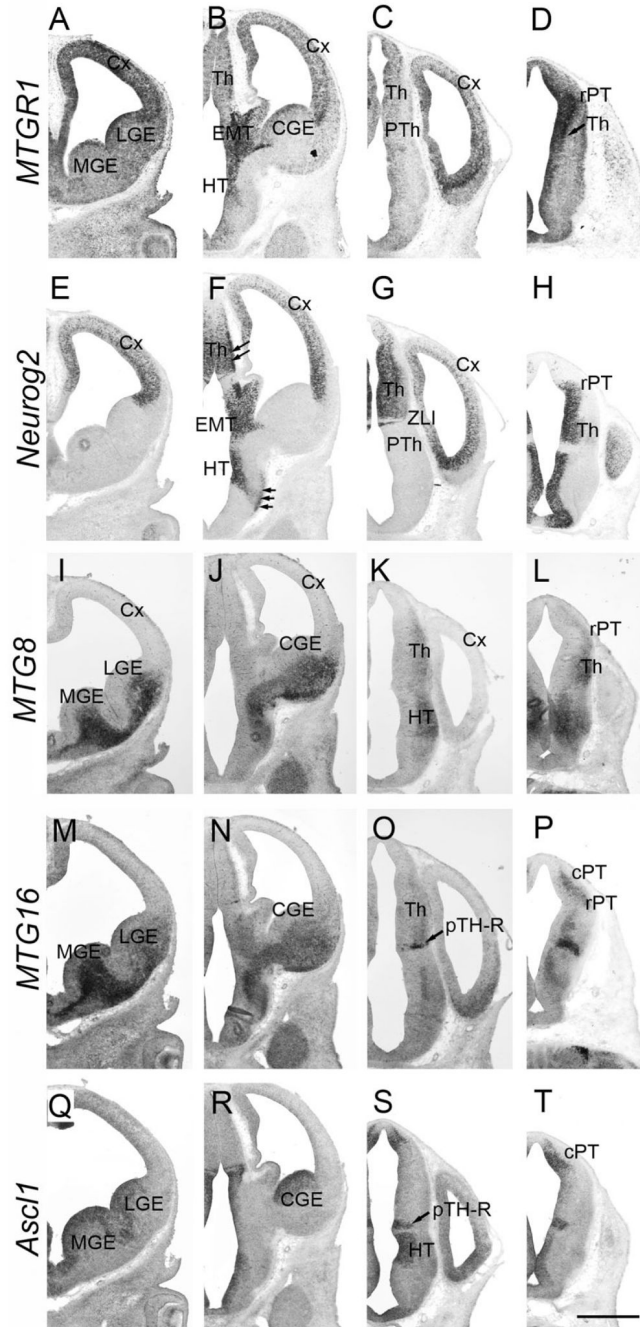 A B C D
MTGR1
Cx
LGE
MGE
Th
Cx
EMT
CGE
HT
Cx
Th
PTh
rPT
Th
E F G H
Neurog2
Cx
Cx
Th
EMT
HT
Cx
Th
ZLI
PTh
rPT
Th
I J K L
MTG8
Cx
LGE
MGE
Cx
CGE
Th
Cx
HT
rPT
Th
M N O P
MTG16
MGE
LGE
CGE
Th
pTH-R
cPT
rPT
Q R S T
Ascl1
LGE
MGE
CGE
pTH-R
HT
cPT